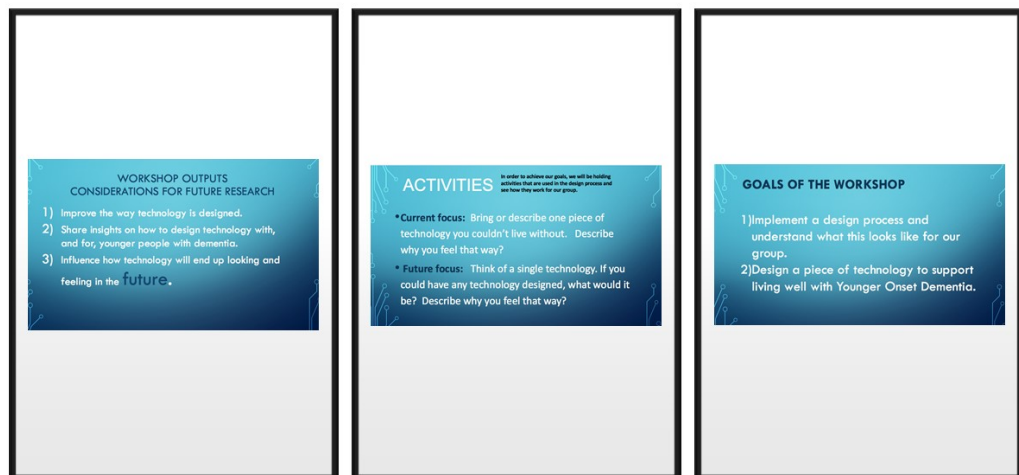 WORKSHOP OUTPUTS
CONSIDERATIONS FOR FUTURE RESEARCH
1) Improve the way technology is designed.
2) Share insights on how to design technology with,
and for, younger people with dementia.
3) Influence how technology will end up looking and
feeling in the future.
ACTIVITIES
In order to achieve our goals, we will be holding
activities that are used in the design process and
see how they work for our group.
• Current focus: Bring or describe one piece of
technology you couldn't live without. Describe
why you feel that way?
• Future focus: Think of a single technology. If you
could have any technology designed, what would it
be? Describe why you feel that way?
GOALS OF THE WORKSHOP
1)Implement a design process and
understand what this looks like for our
group.
2)Design a piece of technology to support
living well with Younger Onset Dementia.